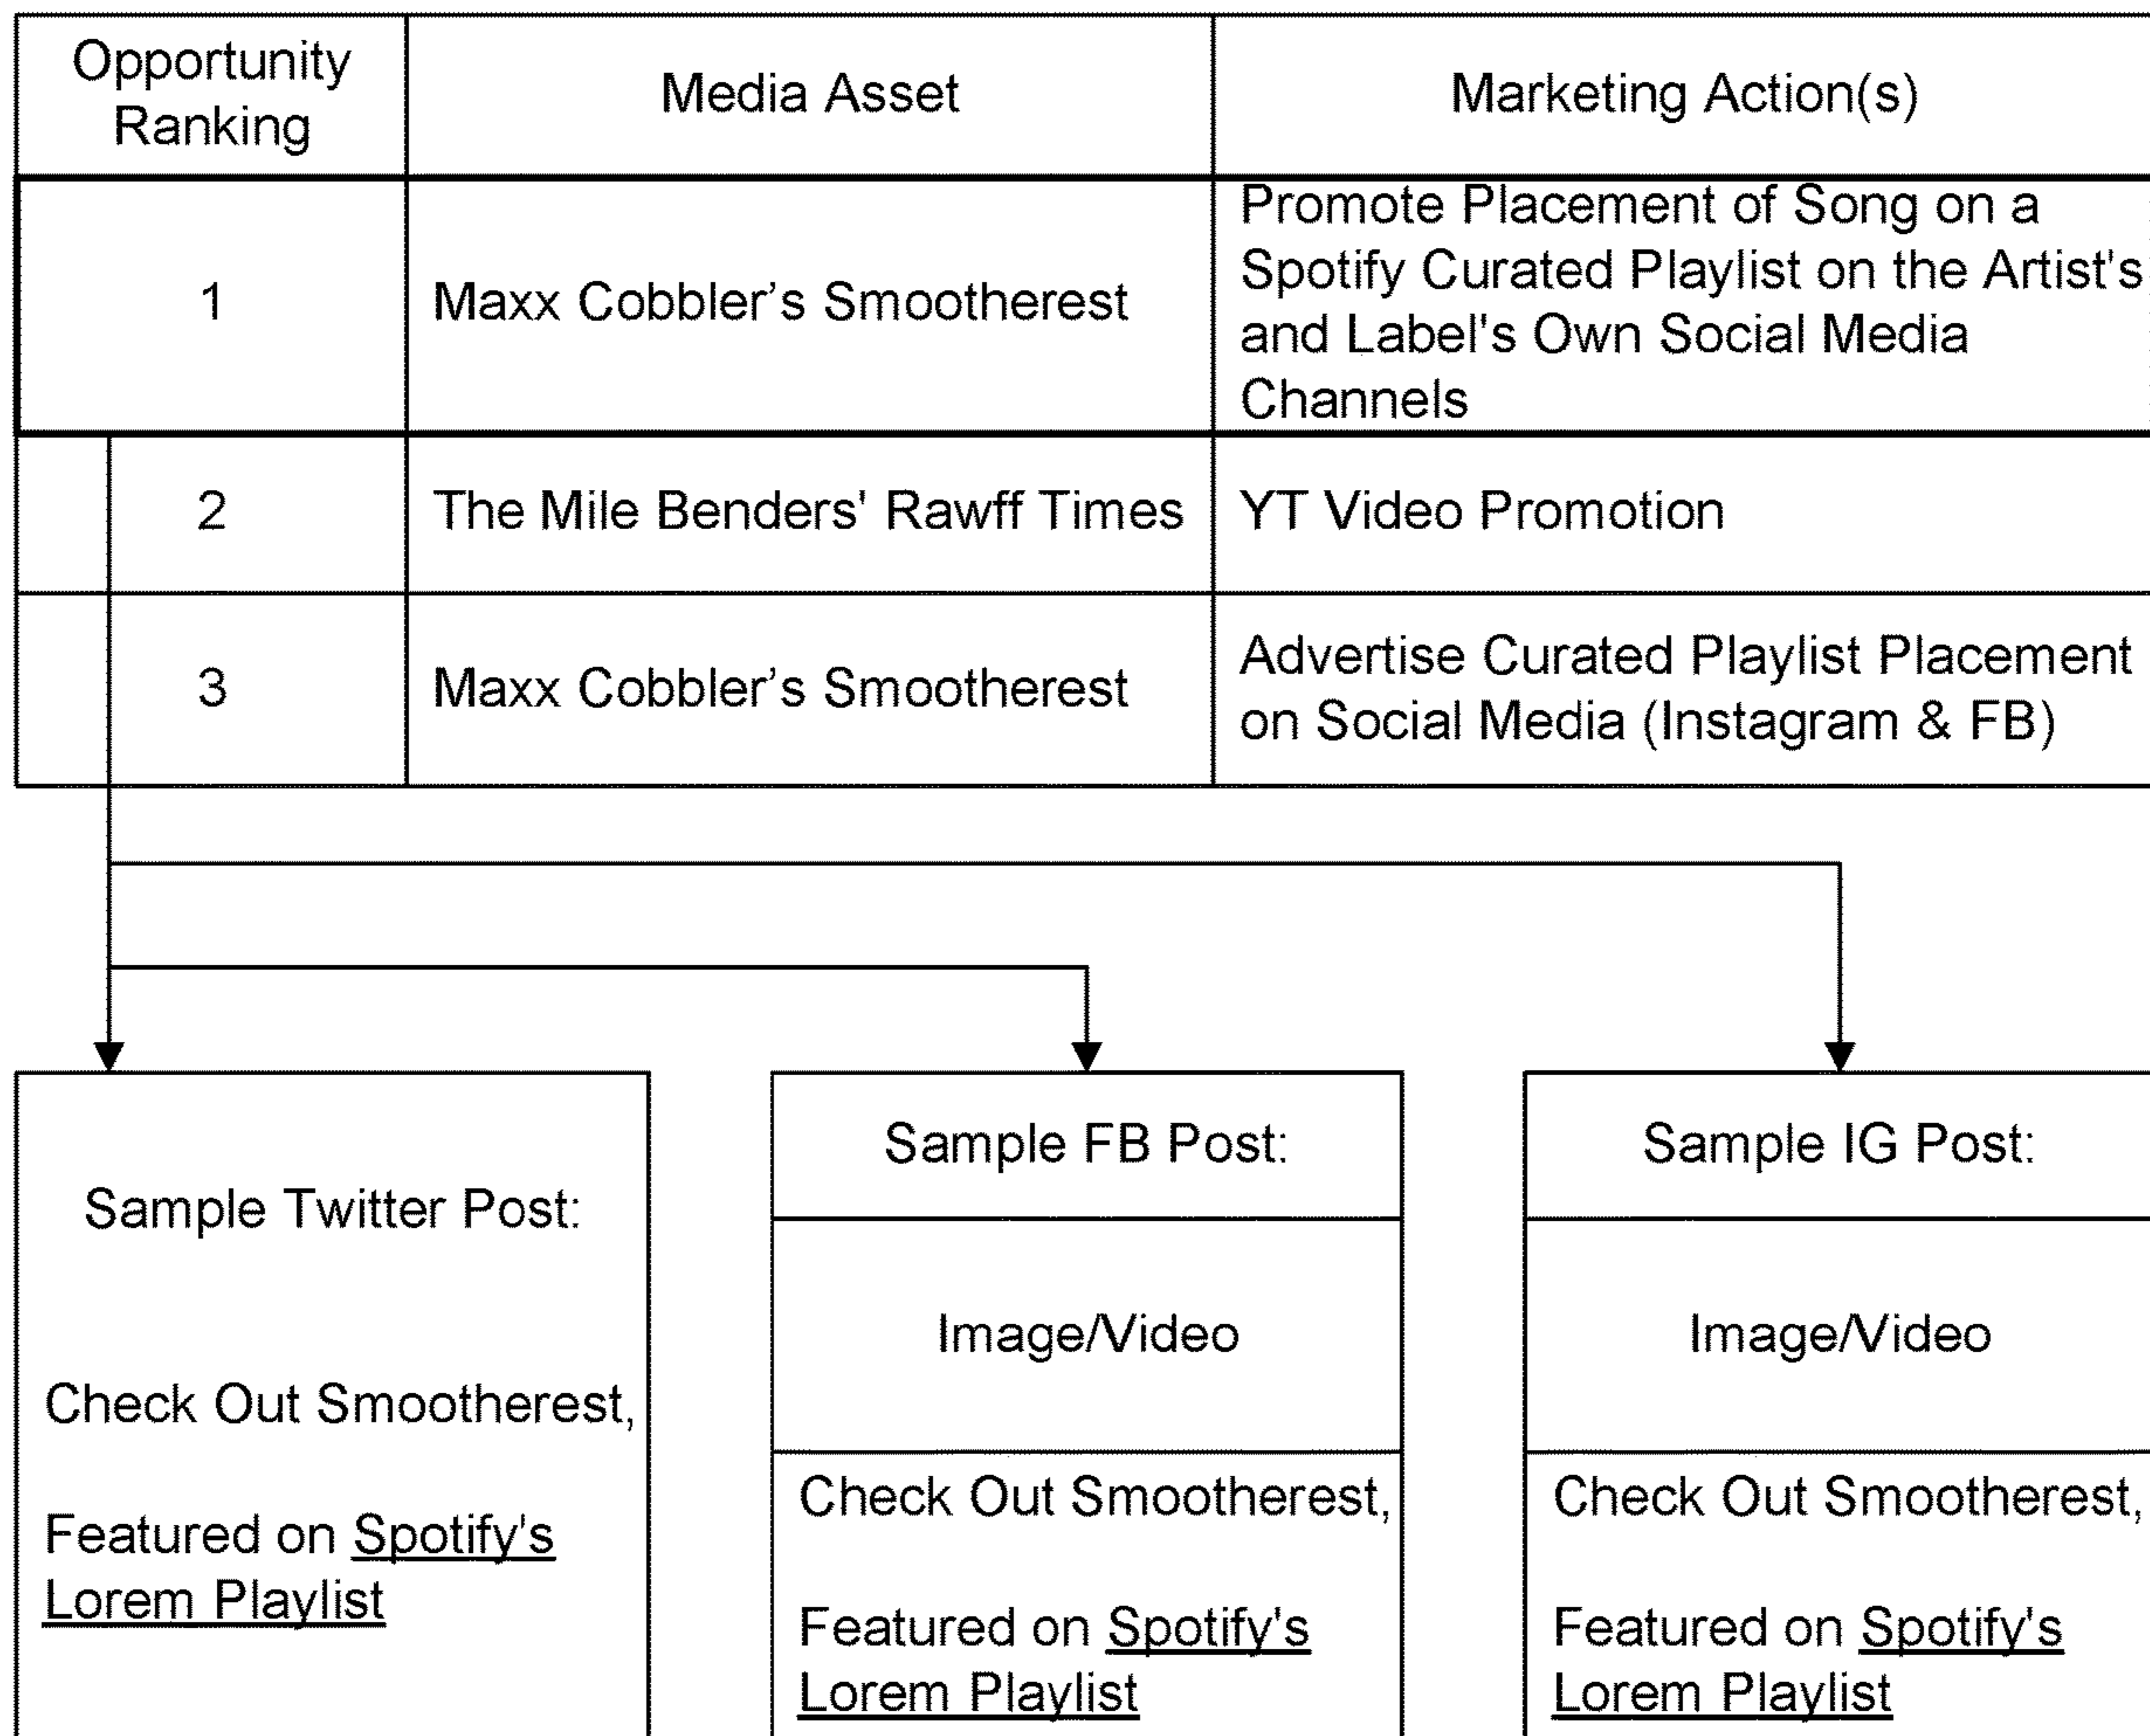 Opportunity
Ranking
Media Asset
Marketing Action(s)
1
Maxx Cobbler’s Smootherest
Promote Placement of Song on a
Spotify Curated Playlist on the Artist's
and Label's Own Social Media
Channels
2
The Mile Benders' Rawff Times
YT Video Promotion
3
Maxx Cobbler’s Smootherest
Advertise Curated Playlist Placement
on Social Media (Instagram & FB)
Sample Twitter Post:
Check Out Smootherest,
Featured on Spotify's
Lorem Playlist
Sample FB Post:
Image/Video
Check Out Smootherest,
Featured on Spotify's
Lorem Playlist
Sample IG Post:
Image/Video
Check Out Smootherest,
Featured on Spotify's
Lorem Playlist